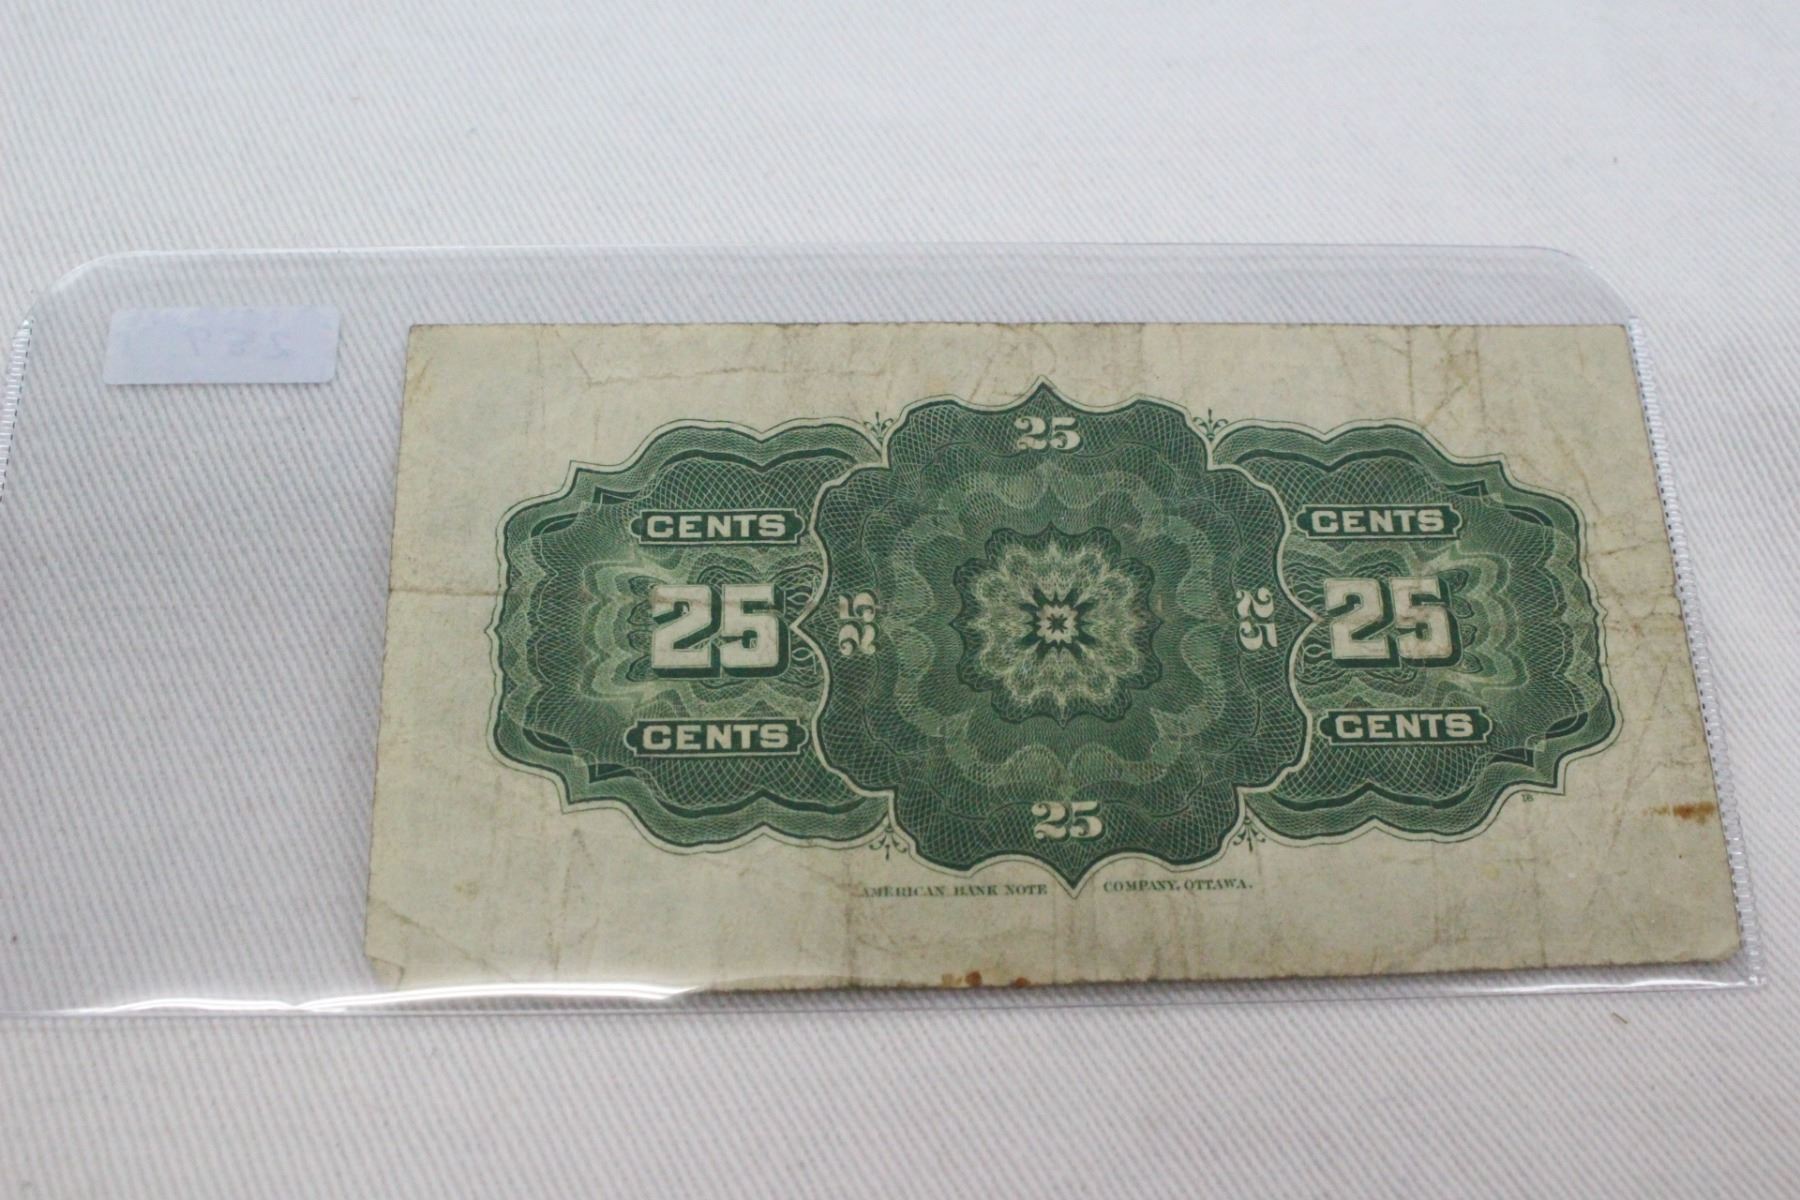 25
CENTS CENTS
25 25 25 25
CENTS CENTS
25
AMERICAN BANK NOTE COMPANY, OTTAWA.